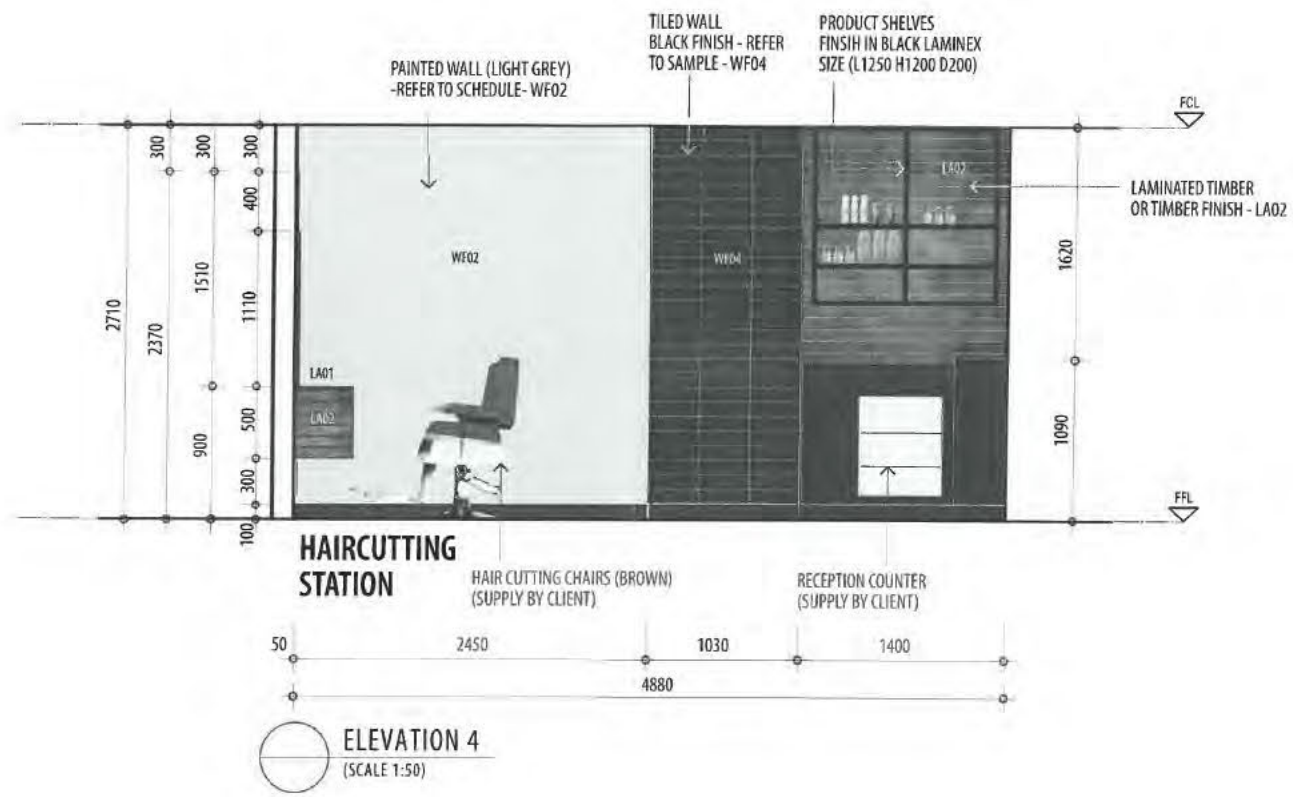 TILED WALL
BLACK FINISH - REFER
TO SAMPLE - WF04
PRODUCT SHELVES
FINSIH IN BLACK LAMINEX
SIZE (L1250 H1200 D200)
PAINTED WALL (LIGHT GREY)
-REFER TO SCHEDULE- WF02
FCL
300
300
300
400
LA02
LAMINATED TIMBER
OR TIMBER FINISH - LA02
WF02
WF04
1620
1510
1110
2710
2370
LA01
LA02
500
900
300
100
1090
FFL
HAIRCUTTING
STATION
HAIR CUTTING CHAIRS (BROWN)
(SUPPLY BY CLIENT)
RECEPTION COUNTER
(SUPPLY BY CLIENT)
50
2450
1030
1400
4880
ELEVATION 4
(SCALE 1:50)